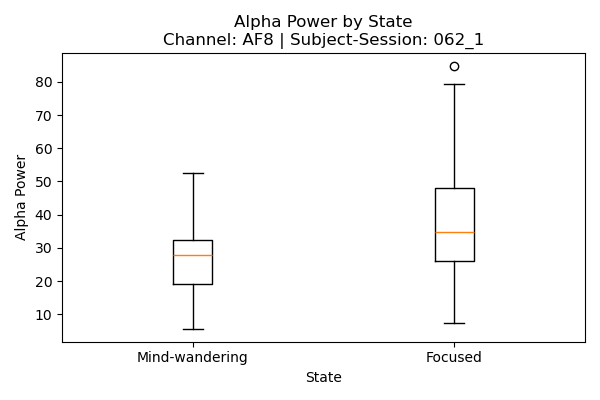 Alpha Power by State
Channel: AF8 | Subject-Session: 062_1
Alpha Power
80
70
60
50
40
30
20
10
Mind-wandering
Focused
State